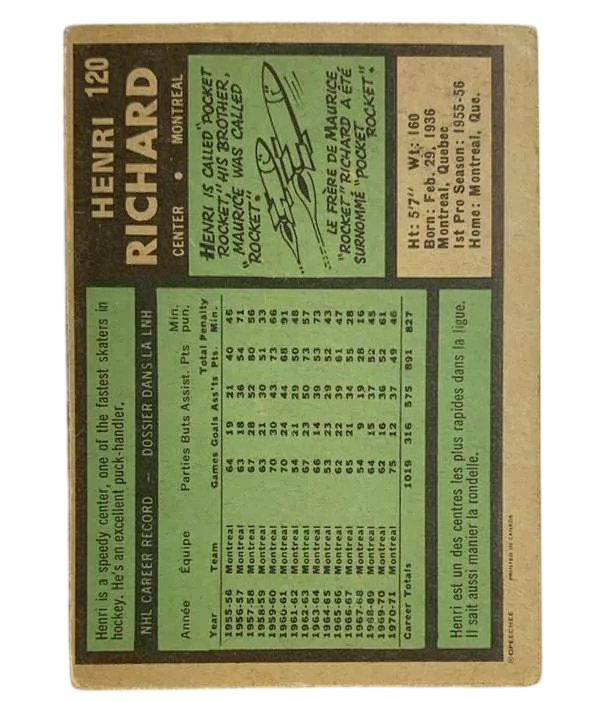 HENRI 120
RICHARD
CENTER • MONTREAL
Henri is a speedy center, one of the fastest skaters in
hockey. He's an excellent puck-handler.
NHL CAREER RECORD — DOSSIER DANS LA LNH
Année Équipe Parties Buts Assist. Pts Min. pun.
Year Team Games Goals Ass'ts Total Pts. Penalty Min.
1955-56 Montreal 64 19 21 40 46
1956-57 Montreal 63 18 36 54 71
1957-58 Montreal 67 28 52 80 56
1958-59 Montreal 63 21 30 51 33
1959-60 Montreal 70 30 43 73 66
1960-61 Montreal 70 24 44 68 91
1961-62 Montreal 54 21 29 50 48
1962-63 Montreal 67 23 50 73 57
1963-64 Montreal 66 14 39 53 73
1964-65 Montreal 53 23 29 52 43
1965-66 Montreal 62 22 39 61 47
1966-67 Montreal 65 21 34 55 28
1967-68 Montreal 54 9 19 28 16
1968-69 Montreal 64 15 37 52 45
1969-70 Montreal 62 16 36 52 61
1970-71 Montreal 75 12 37 49 46
Career Totals 1019 316 575 891 827
Henri est un des centres les plus rapides dans la ligue.
Il sait aussi manier la rondelle.
HENRI IS CALLED "POCKET
ROCKET," HIS BROTHER,
MAURICE WAS CALLED
"ROCKET".
LE FRÈRE DE MAURICE
"ROCKET" RICHARD A ÉTÉ
SURNOMMÉ "POCKET
ROCKET".
Ht: 5'7" Wt: 160
Born: Feb. 29, 1936
Montreal, Quebec
1st Pro Season: 1955-56
Home: Montreal, Que.
©OPEECHEE PRINTED IN CANADA